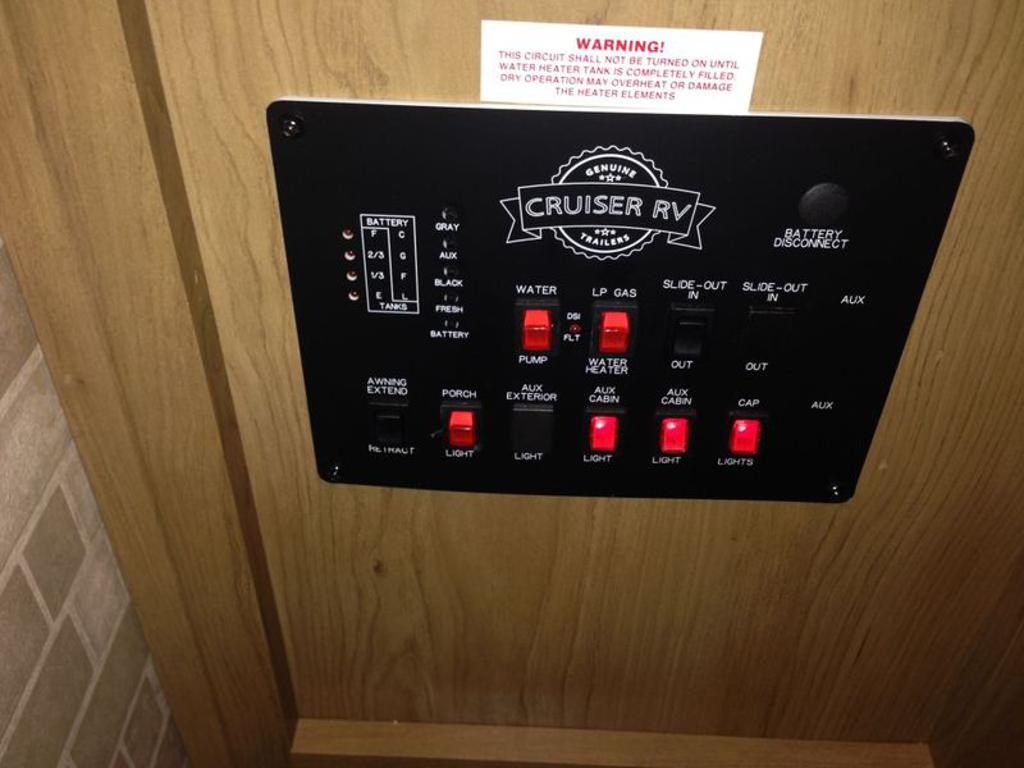 WARNING!
THIS CIRCUIT SHALL NOT BE TURNED ON UNTIL
WATER HEATER TANK IS COMPLETELY FILLED.
DRY OPERATION MAY OVERHEAT OR DAMAGE
THE HEATER ELEMENTS
GENUINE
CRUISER RV
TRAILERS
BATTERY
DISCONNECT
BATTERY
F C
2/3 G
1/3 F
E L
TANKS
GRAY
AUX
BLACK
FRESH
BATTERY
WATER
PUMP
DSI
FLT
LP GAS
WATER
HEATER
SLIDE-OUT
IN
OUT
SLIDE-OUT
IN
OUT
AUX
AWNING
EXTEND
RETRACT
PORCH
LIGHT
AUX
EXTERIOR
LIGHT
AUX
CABIN
LIGHT
AUX
CABIN
LIGHT
CAP
LIGHTS
AUX